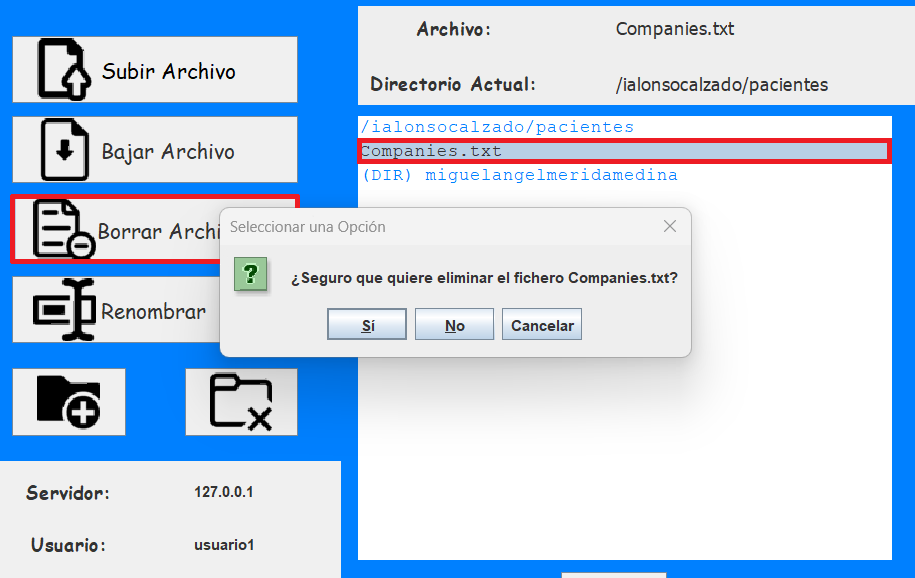 Subir Archivo
Bajar Archivo
Borrar Archi
Renombrar
Servidor: 127.0.0.1
Usuario: usuario1
Archivo: Companies.txt
Directorio Actual: /ialonsocalzado/pacientes
/ialonsocalzado/pacientes
Companies.txt
(DIR) miguelangelmeridamedina
Seleccionar una Opción
?
¿Seguro que quiere eliminar el fichero Companies.txt?
Sí No Cancelar